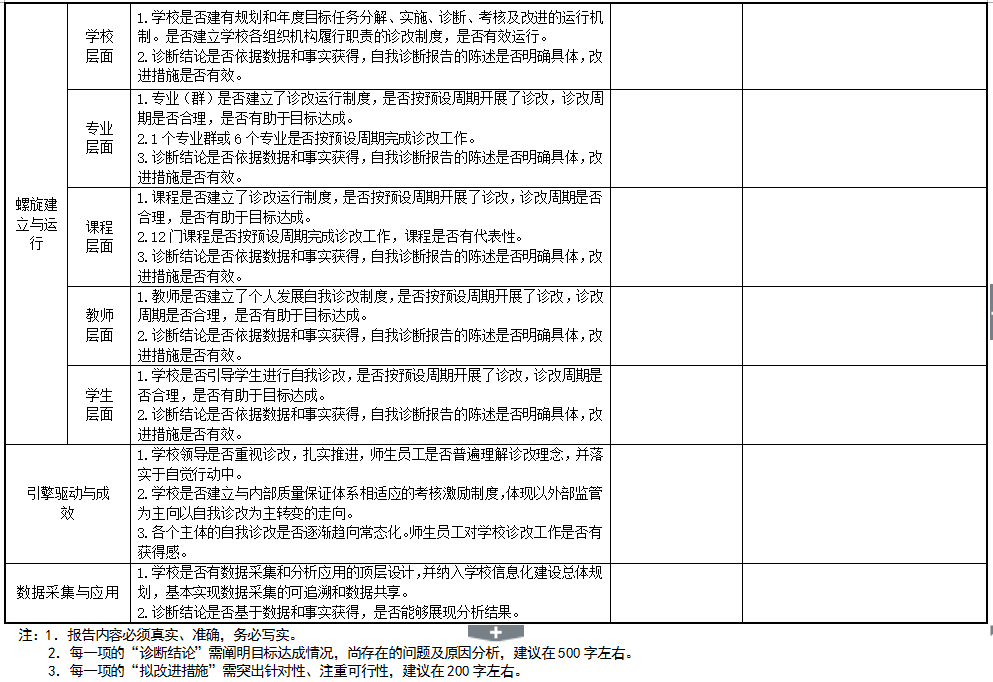 螺旋建
立与运
行
学校
层面
1.学校是否建有规划和年度目标任务分解、实施、诊断、考核及改进的运行机
制。是否建立学校各组织机构履行职责的诊改制度，是否有效运行。
2.诊断结论是否依据数据和事实获得，自我诊断报告的陈述是否明确具体，改
进措施是否有效。
专业
层面
1.专业（群）是否建立了诊改运行制度，是否按预设周期开展了诊改，诊改周
期是否合理，是否有助于目标达成。
2.1个专业群或6个专业是否按预设周期完成诊改工作。
3.诊断结论是否依据数据和事实获得，自我诊断报告的陈述是否明确具体，改
进措施是否有效。
课程
层面
1.课程是否建立了诊改运行制度，是否按预设周期开展了诊改，诊改周期是否
合理，是否有助于目标达成。
2.12门课程是否按预设周期完成诊改工作，课程是否有代表性。
3.诊断结论是否依据数据和事实获得，自我诊断报告的陈述是否明确具体，改
进措施是否有效。
教师
层面
1.教师是否建立了个人发展自我诊改制度，是否按预设周期开展了诊改，诊改
周期是否合理，是否有助于目标达成。
2.诊断结论是否依据数据和事实获得，自我诊断报告的陈述是否明确具体，改
进措施是否有效。
学生
层面
1.学校是否引导学生进行自我诊改，是否按预设周期开展了诊改，诊改周期是
否合理，是否有助于目标达成。
2.诊断结论是否依据数据和事实获得，自我诊断报告的陈述是否明确具体，改
进措施是否有效。
引擎驱动与成
效
1.学校领导是否重视诊改，扎实推进，师生员工是否普遍理解诊改理念，并落
实于自觉行动中。
2.学校是否建立与内部质量保证体系相适应的考核激励制度，体现以外部监管
为主向以自我诊改为主转变的走向。
3.各个主体的自我诊改是否逐渐趋向常态化。师生员工对学校诊改工作是否有
获得感。
数据采集与应用
1.学校是否有数据采集和分析应用的顶层设计，并纳入学校信息化建设总体规
划，基本实现数据采集的可追溯和数据共享。
2.诊断结论是否基于数据和事实获得，是否能够展现分析结果。
注：1．报告内容必须真实、准确，务必写实。
2．每一项的“诊断结论”需阐明目标达成情况，尚存在的问题及原因分析，建议在500字左右。
3．每一项的“拟改进措施”需突出针对性、注重可行性，建议在200字左右。